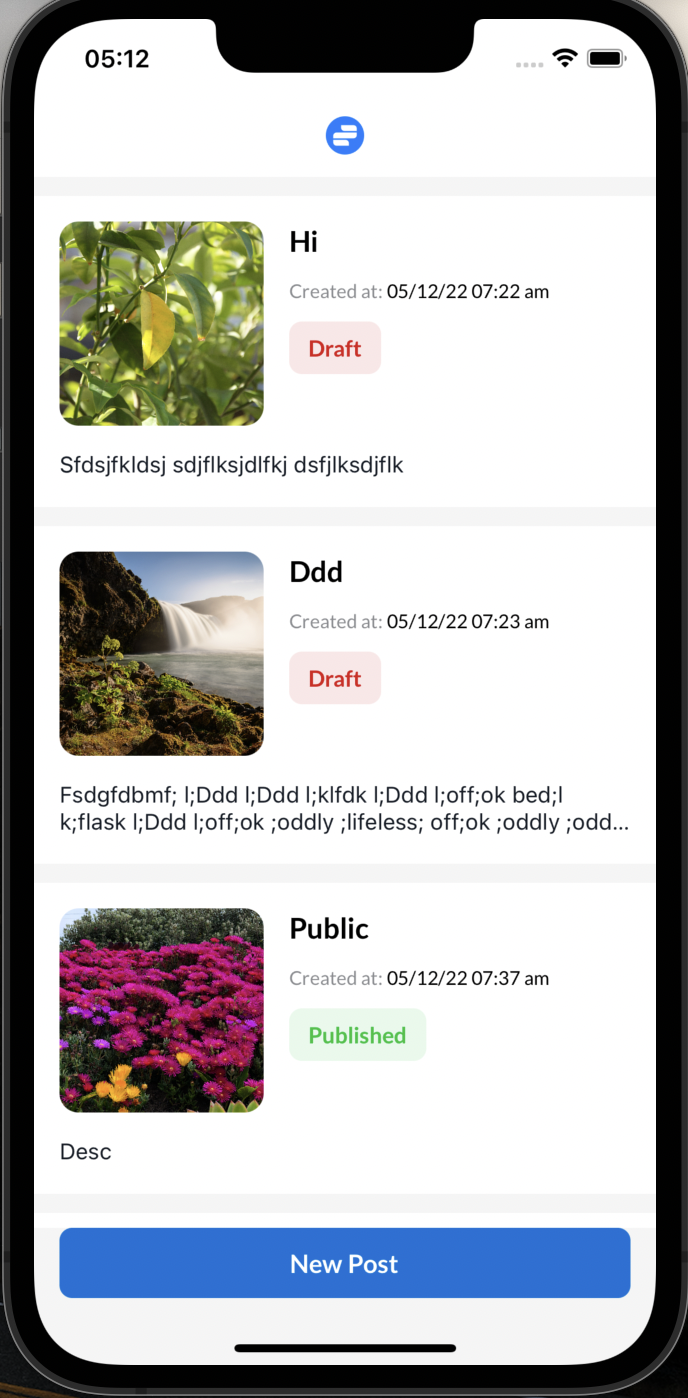 05:12
Hi
Created at: 05/12/22 07:22 am
Draft
Sfdsjfkldsj sdjflksjdlfkj dsfjlksdjflk
Ddd
Created at: 05/12/22 07:23 am
Draft
Fsdgfdbmf; l;Ddd l;Ddd l;klfdk l;Ddd l;off;ok bed;l
k;flask l;Ddd l;off;ok ;oddly ;lifeless; off;ok ;oddly ;odd...
Public
Created at: 05/12/22 07:37 am
Published
Desc
New Post